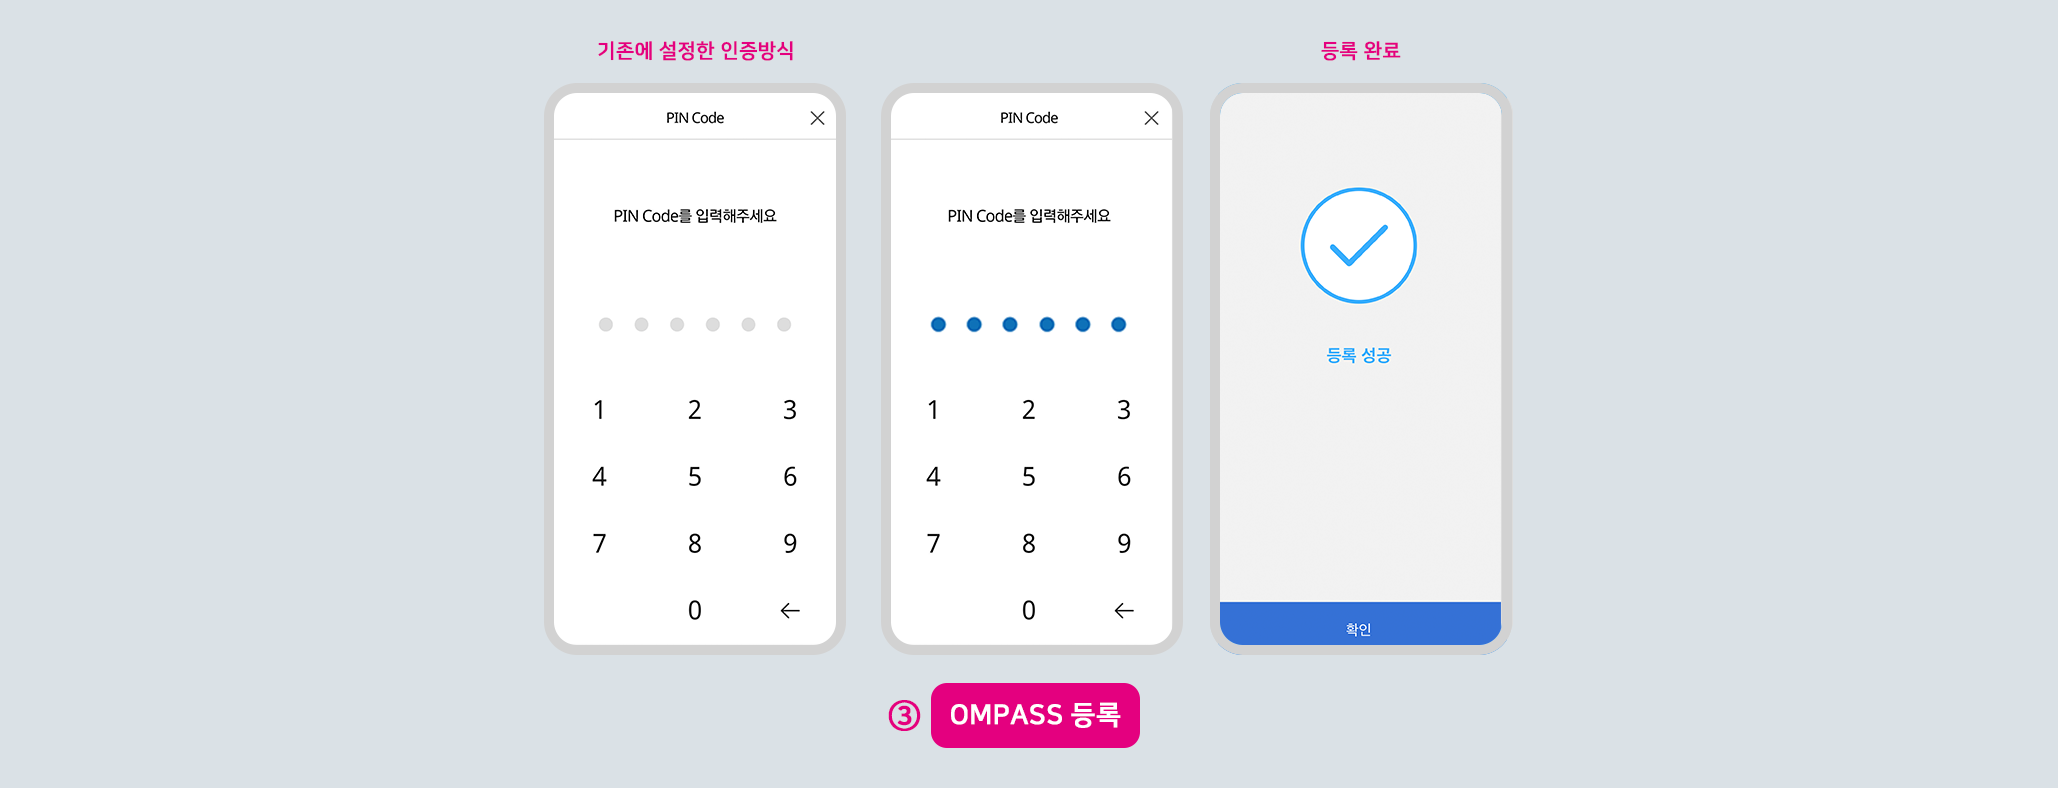 기존에 설정한 인증방식
PIN Code
PIN Code를 입력해주세요
1 2 3
4 5 6
7 8 9
0
PIN Code
PIN Code를 입력해주세요
1 2 3
4 5 6
7 8 9
0
등록 완료
등록 성공
확인
③ OMPASS 등록